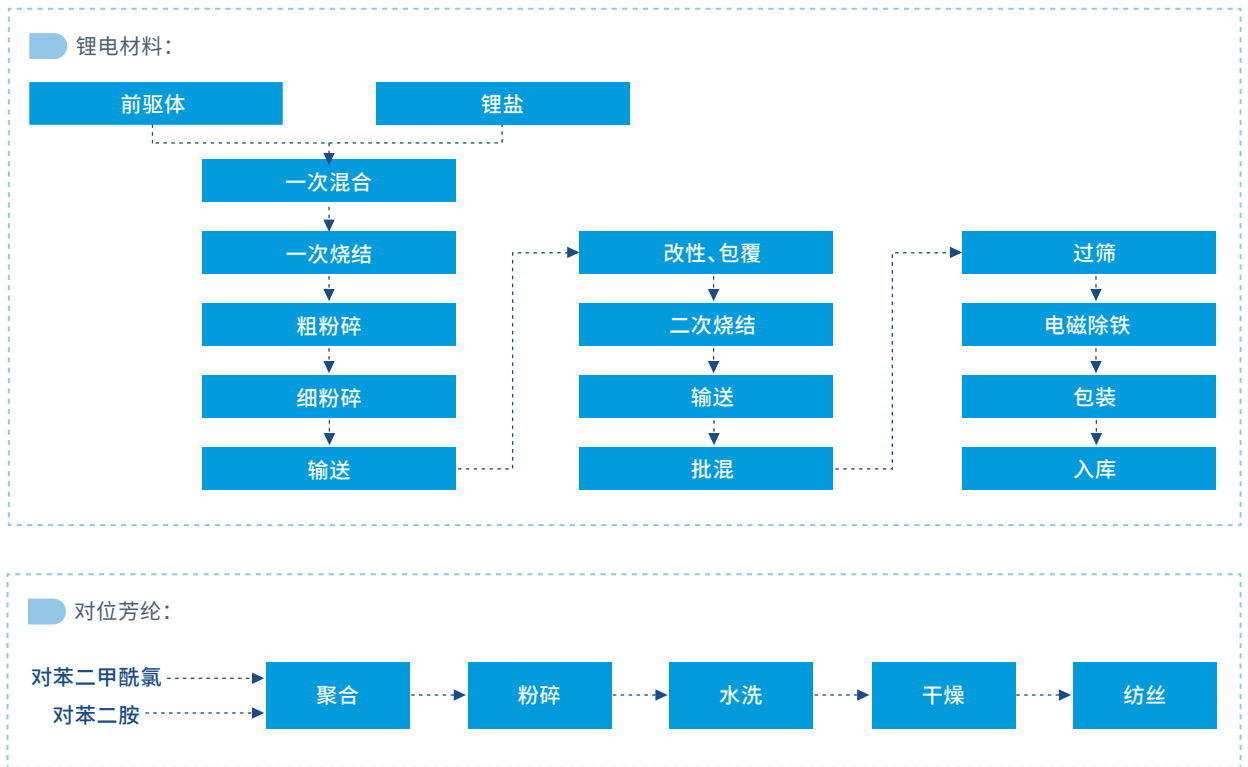 锂电材料：
前驱体
锂盐
一次混合
一次烧结
粗粉碎
细粉碎
输送
改性、包覆
二次烧结
输送
批混
过筛
电磁除铁
包装
入库
对位芳纶：
对苯二甲酰氯
对苯二胺
聚合
粉碎
水洗
干燥
纺丝